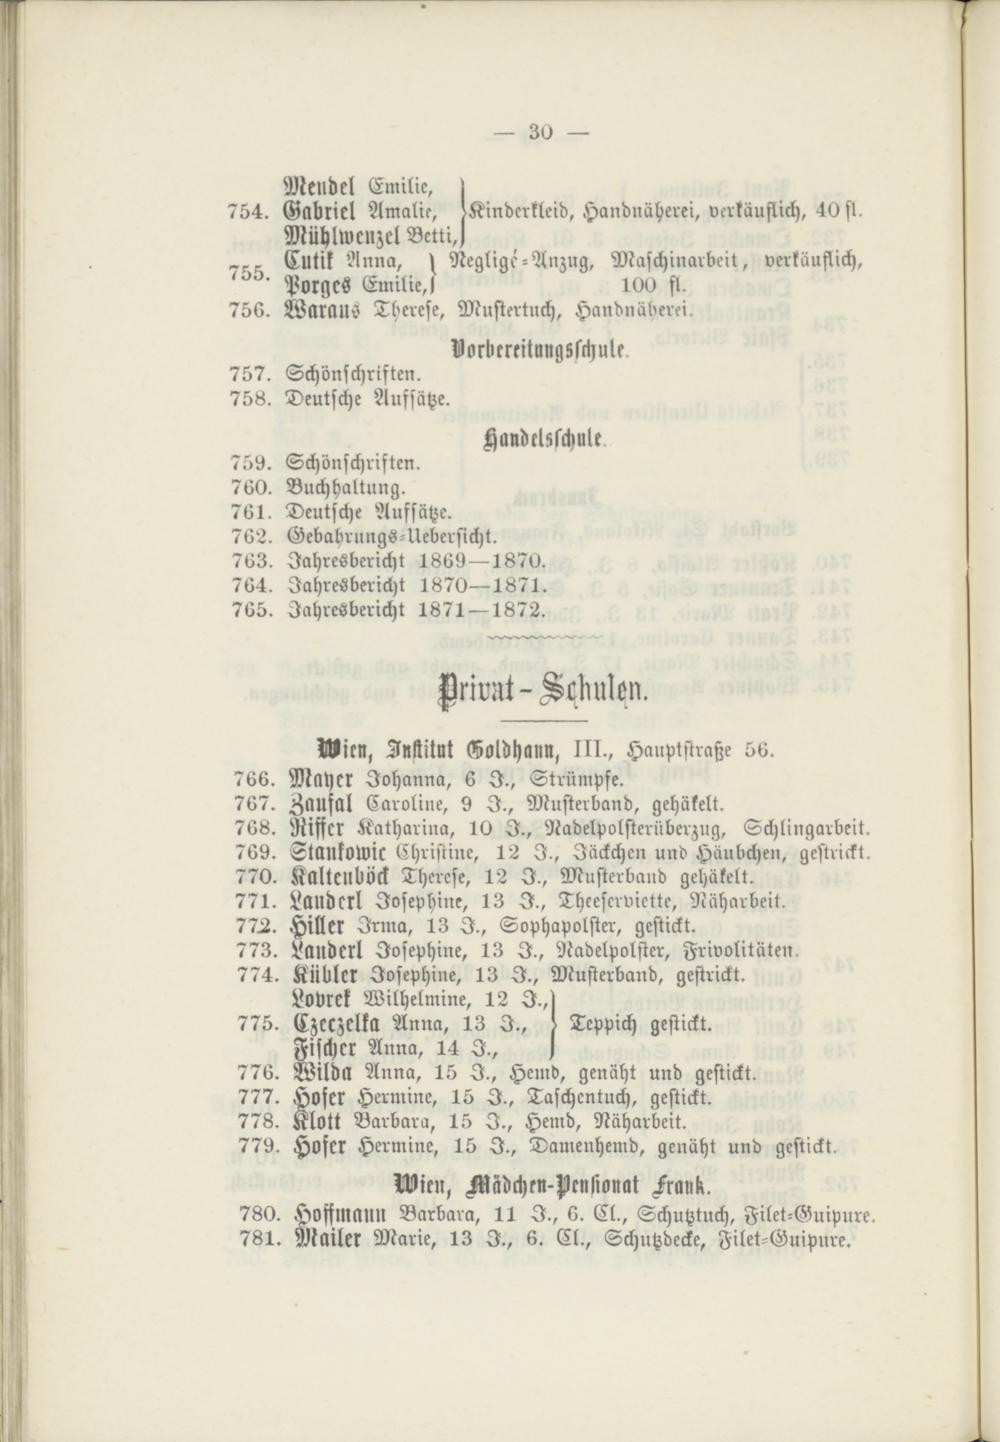 — 30 —
Mendel Emilie,
754. Gabriel Amalie, Kinderkleid, Handnäherei, verkäuflich, 40 fl.
Mühlwenzel Betti,
Cutik Anna, Negligé-Anzug, Maschinarbeit, verkäuflich,
755.
Porges Emilie, 100 fl.
756. Waraus Therese, Mustertuch, Handnäherei.
Vorbereitungsschule.
757. Schönschriften.
758. Deutsche Aufsätze.
Handelsschule.
759. Schönschriften.
760. Buchhaltung.
761. Deutsche Aufsätze.
762. Gebahrungs-Uebersicht.
763. Jahresbericht 1869—1870.
764. Jahresbericht 1870—1871.
765. Jahresbericht 1871—1872.
Privat-Schulen.
Wien, Institut Goldhann, III., Hauptstraße 56.
766. Mayer Johanna, 6 J., Strümpfe.
767. Zaufal Caroline, 9 J., Musterband, gehäkelt.
768. Riffer Katharina, 10 J., Nadelpolsterüberzug, Schlingarbeit.
769. Stankowic Christine, 12 J., Jäckchen und Häubchen, gestrickt.
770. Kaltenböck Therese, 12 J., Musterband gehäkelt.
771. Landerl Josephine, 13 J., Theeserviette, Näharbeit.
772. Hiller Irma, 13 J., Sophapolster, gestickt.
773. Landerl Josephine, 13 J., Nadelpolster, Frivolitäten.
774. Kübler Josephine, 13 J., Musterband, gestrickt.
Lovrek Wilhelmine, 12 J.,
775. Czeczelka Anna, 13 J., Teppich gestickt.
Fischer Anna, 14 J.,
776. Wilda Anna, 15 J., Hemd, genäht und gestickt.
777. Hofer Hermine, 15 J., Taschentuch, gestickt.
778. Klott Barbara, 15 J., Hemd, Näharbeit.
779. Hofer Hermine, 15 J., Damenhemd, genäht und gestickt.
Wien, Mädchen-Pensionat Frank.
780. Hoffmann Barbara, 11 J., 6. Cl., Schutztuch, Filet-Guipure.
781. Mailer Marie, 13 J., 6. Cl., Schutzdecke, Filet-Guipure.